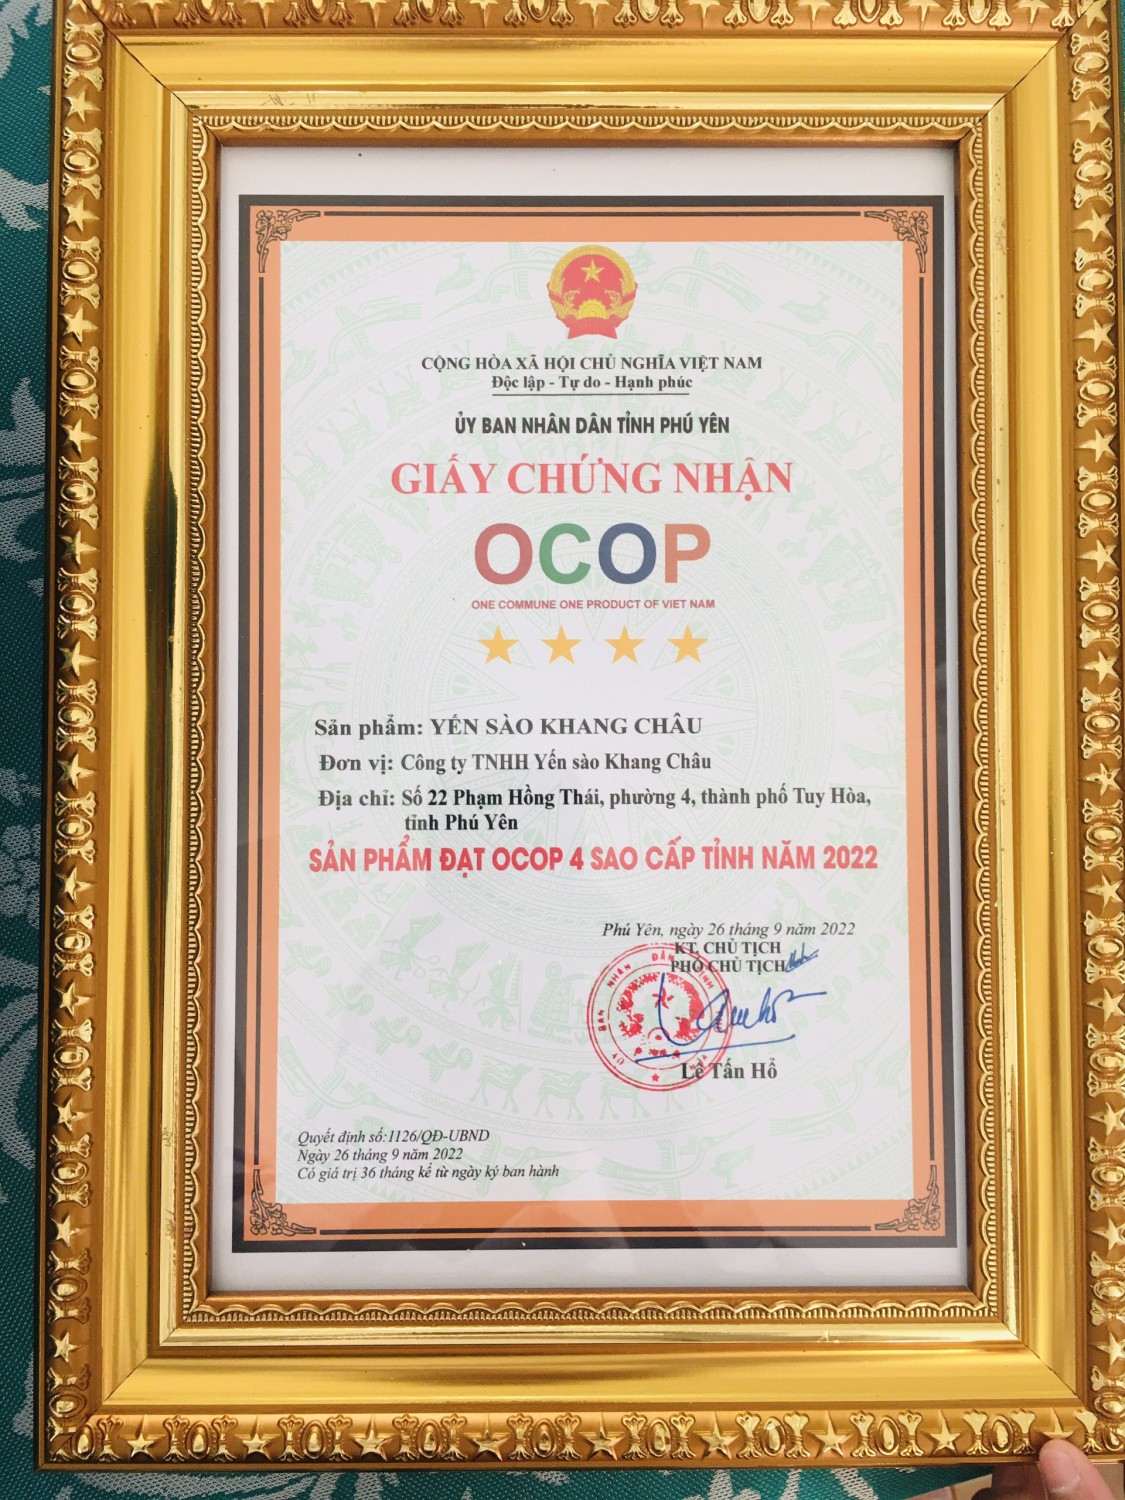 CỘNG HÒA XÃ HỘI CHỦ NGHĨA VIỆT NAM
Độc lập - Tự do - Hạnh phúc
ỦY BAN NHÂN DÂN TỈNH PHÚ YÊN
GIẤY CHỨNG NHẬN
OCOP
ONE COMMUNE ONE PRODUCT OF VIET NAM
Sản phẩm: YẾN SÀO KHANG CHÂU
Đơn vị: Công ty TNHH Yến sào Khang Châu
Địa chỉ: Số 22 Phạm Hồng Thái, phường 4, thành phố Tuy Hòa,
tỉnh Phú Yên
SẢN PHẨM ĐẠT OCOP 4 SAO CẤP TỈNH NĂM 2022
Phú Yên, ngày 26 tháng 9 năm 2022
KT. CHỦ TỊCH
PHÓ CHỦ TỊCH
BAN NHÂN DÂN TỈNH
Lê Tấn Hổ
Quyết định số:1126/QĐ-UBND
Ngày 26 tháng 9 năm 2022
Có giá trị 36 tháng kể từ ngày ký ban hành